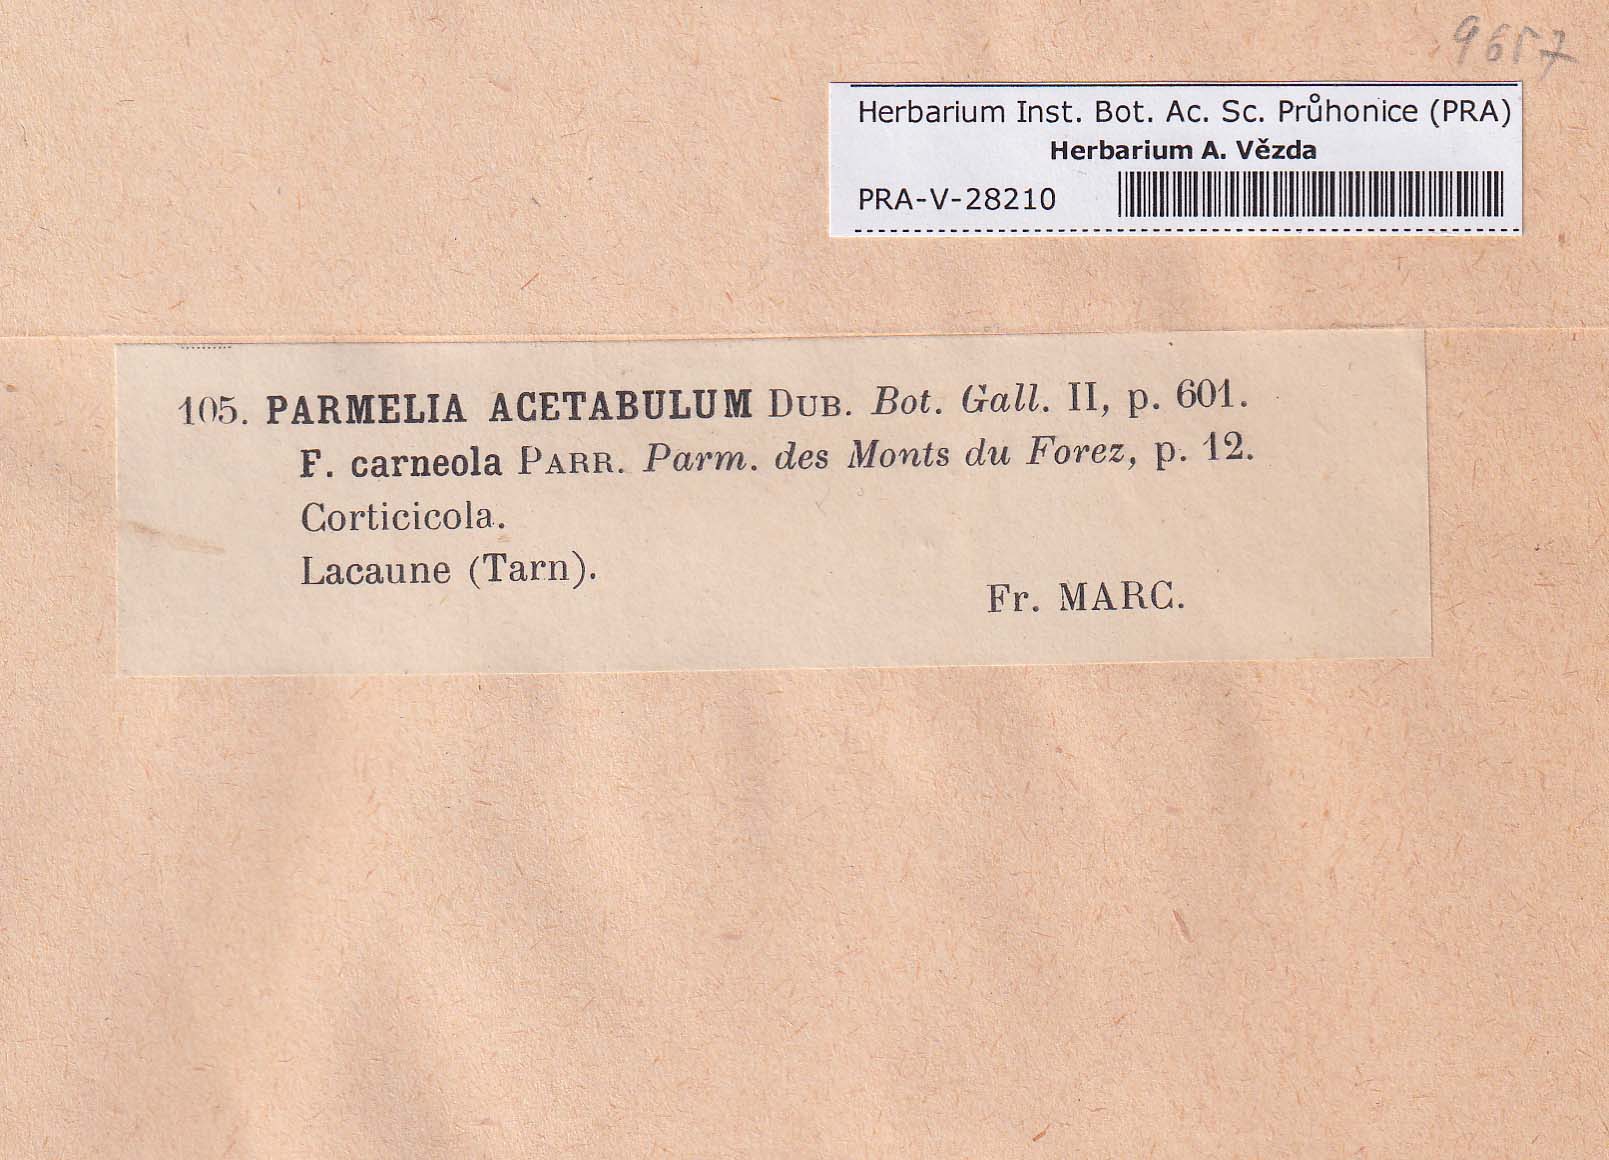 9657
Herbarium Inst. Bot. Ac. Sc. Průhonice (PRA)
Herbarium A. Vězda
PRA-V-28210
105. PARMELIA ACETABULUM DUB. Bot. Gall. II, p. 601.
F. carneola PARR. Parm. des Monts du Forez, p. 12.
Corticicola.
Lacaune (Tarn).
Fr. MARC.